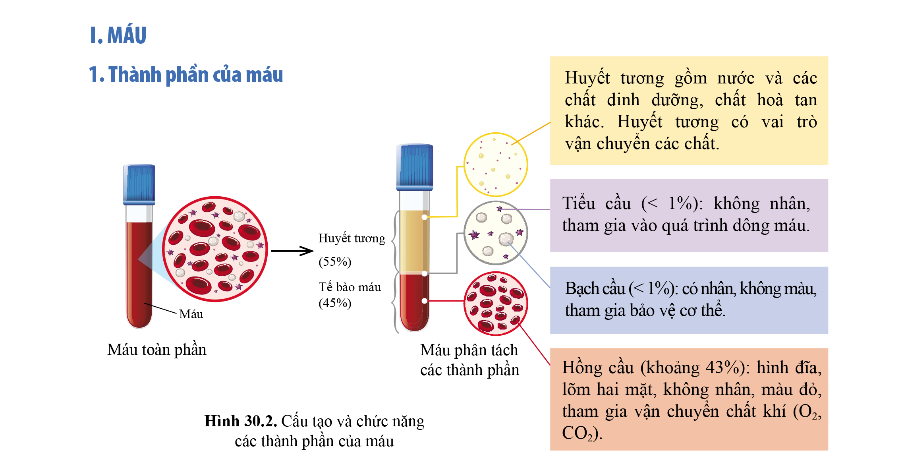 I. MÁU
1. Thành phần của máu
Máu
Máu toàn phần
Huyết tương
(55%)
Tế bào máu
(45%)
Máu phân tách
các thành phần
Huyết tương gồm nước và các
chất dinh dưỡng, chất hoà tan
khác. Huyết tương có vai trò
vận chuyển các chất.
Tiểu cầu (< 1%): không nhân,
tham gia vào quá trình đông máu.
Bạch cầu (< 1%): có nhân, không màu,
tham gia bảo vệ cơ thể.
Hồng cầu (khoảng 43%): hình đĩa,
lõm hai mặt, không nhân, màu đỏ,
tham gia vận chuyển chất khí (O₂,
CO₂).
Hình 30.2. Cấu tạo và chức năng
các thành phần của máu